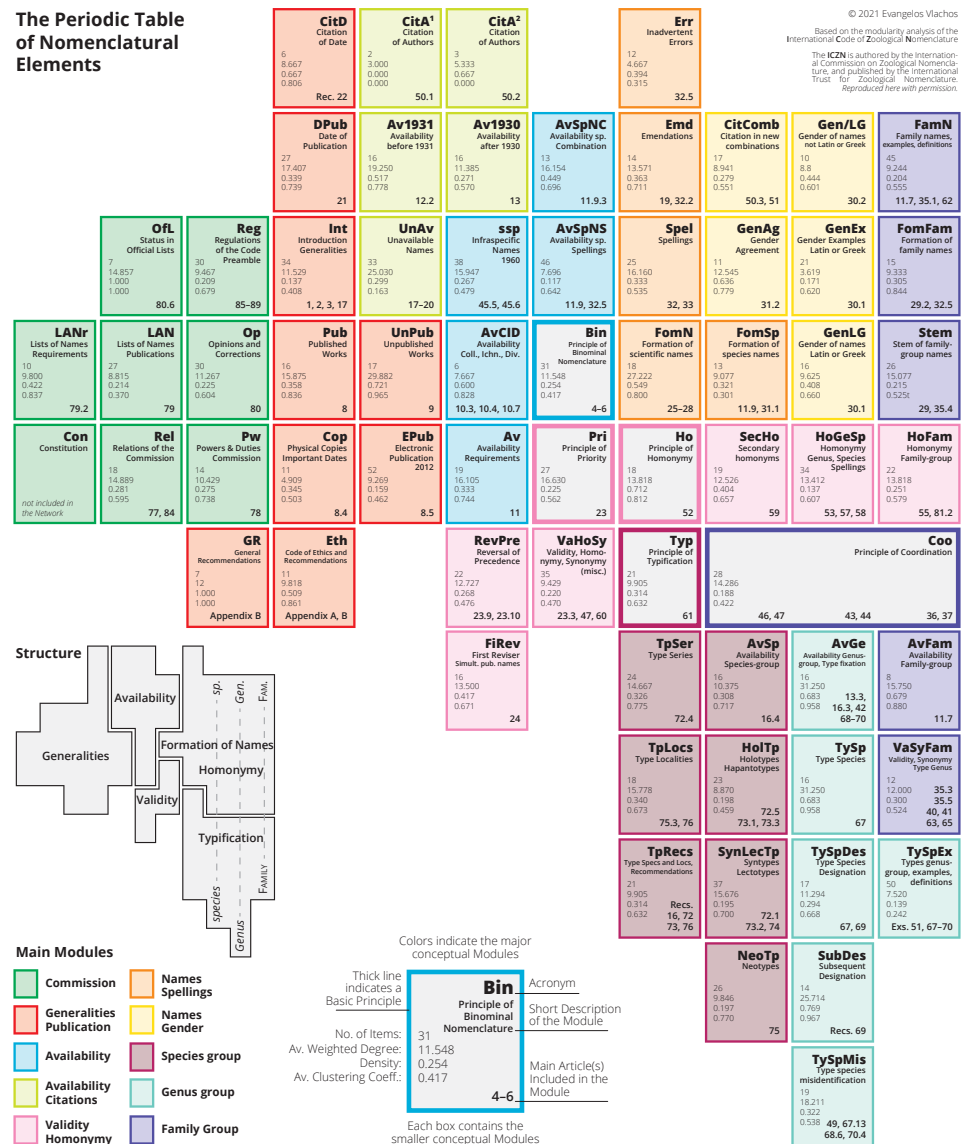 The Periodic Table
of Nomenclatural
Elements
© 2021 Evangelos Vlachos
Based on the modularity analysis of the
International Code of Zoological Nomenclature
The ICZN is authored by the Internation-
al Commission on Zoological Nomencla-
ture, and published by the International
Trust for Zoological Nomenclature.
Reproduced here with permission.
CitD
Citation
of Date
6
8.667
0.667
0.806
Rec. 22
CitA¹
Citation
of Authors
2
3.000
0.000
0.000
50.1
CitA²
Citation
of Authors
3
5.333
0.667
0.000
50.2
Err
Inadvertent
Errors
12
4.667
0.394
0.315
32.5
DPub
Date of
Publication
27
17.407
0.339
0.739
21
Av1931
Availability
before 1931
16
19.250
0.517
0.778
12.2
Av1930
Availability
after 1930
16
11.385
0.271
0.570
13
AvSpNC
Availability sp.
Combination
13
16.154
0.449
0.696
11.9.3
Emd
Emendations
14
13.571
0.363
0.711
19, 32.2
CitComb
Citation in new
combinations
17
8.941
0.279
0.551
50.3, 51
Gen/LG
Gender of names
not Latin or Greek
10
8.8
0.444
0.601
30.2
FamN
Family names,
examples, definitions
45
9.244
0.204
0.555
11.7, 35.1, 62
OfL
Status in
Official Lists
7
14.857
1.000
1.000
80.6
Reg
Regulations
of the Code
Preamble
30
9.467
0.209
0.679
85–89
Int
Introduction
Generalities
34
11.529
0.137
0.408
1, 2, 3, 17
UnAv
Unavailable
Names
33
25.030
0.299
0.163
17–20
ssp
Infraspecific
Names
1960
38
15.947
0.267
0.479
45.5, 45.6
AvSpNS
Availability sp.
Spellings
46
7.696
0.117
0.642
11.9, 32.5
Spel
Spellings
25
16.160
0.333
0.535
32, 33
GenAg
Gender
Agreement
11
12.545
0.636
0.779
31.2
GenEx
Gender Examples
Latin or Greek
21
3.619
0.171
0.620
30.1
FomFam
Formation of
family names
15
9.333
0.305
0.844
29.2, 32.5
LANr
Lists of Names
Requirements
10
9.800
0.422
0.837
79.2
LAN
Lists of Names
Publications
27
8.815
0.214
0.370
79
Op
Opinions and
Corrections
30
11.267
0.225
0.604
80
Pub
Published
Works
16
15.875
0.358
0.836
8
UnPub
Unpublished
Works
17
29.882
0.721
0.965
9
AvCID
Availability
Coll., Ichn., Div.
6
7.667
0.600
0.828
10.3, 10.4, 10.7
Bin
Principle of
Binominal
Nomenclature
31
11.548
0.254
0.417
4–6
FomN
Formation of
scientific names
18
27.222
0.549
0.800
25–28
FomSp
Formation of
species names
13
9.077
0.321
0.301
11.9, 31.1
GenLG
Gender of names
Latin or Greek
16
9.625
0.408
0.660
30.1
Stem
Stem of family-
group names
26
15.077
0.215
0.525t
29, 35.4
Con
Constitution
not included in
the Network
Rel
Relations of the
Commission
18
14.889
0.281
0.595
77, 84
Pw
Powers & Duties
Commission
14
10.429
0.275
0.738
78
Cop
Physical Copies
Important Dates
11
4.909
0.345
0.503
8.4
EPub
Electronic
Publication
2012
52
9.269
0.159
0.462
8.5
Av
Availability
Requirements
19
16.105
0.333
0.744
11
Pri
Principle of
Priority
27
16.630
0.225
0.562
23
Ho
Principle of
Homonymy
18
13.818
0.712
0.812
52
SecHo
Secondary
homonyms
19
12.526
0.404
0.657
59
HoGeSp
Homonymy
Genus, Species
Spellings
34
13.412
0.137
0.607
53, 57, 58
HoFam
Homonymy
Family-group
22
13.818
0.251
0.579
55, 81.2
GR
General
Recommendations
7
12
1.000
1.000
Appendix B
Eth
Code of Ethics and
Recommendations
11
9.818
0.509
0.861
Appendix A, B
RevPre
Reversal of
Precedence
22
12.727
0.268
0.476
23.9, 23.10
VaHoSy
Validity, Homo-
nymy, Synonymy
(misc.)
35
9.429
0.220
0.470
23.3, 47, 60
Typ
Principle of
Typification
21
9.905
0.314
0.632
61
Coo
Principle of Coordination
28
14.286
0.188
0.422
46, 47 43, 44 36, 37
FiRev
First Reviser
Simult. pub. names
16
13.500
0.417
0.671
24
TpSer
Type Series
24
14.667
0.326
0.775
72.4
AvSp
Availability
Species-group
16
10.375
0.308
0.717
16.4
AvGe
Availability Genus-
group, Type fixation
16
31.250
0.683 13.3,
0.958 16.3, 42
68–70
AvFam
Availability
Family-group
8
15.750
0.679
0.880
11.7
TpLocs
Type Localities
18
15.778
0.340
0.673
75.3, 76
HolTp
Holotypes
Hapantotypes
23
8.870
0.198
0.459 72.5
73.1, 73.3
TySp
Type Species
16
31.250
0.683
0.958
67
VaSyFam
Validity, Synonymy
Type Genus
12
12.000 35.3
0.300 35.5
0.524 40, 41
63, 65
TpRecs
Type Specs and Locs,
Recommendations
21
9.905
0.314 Recs.
0.632 16, 72
73, 76
SynLecTp
Syntypes
Lectotypes
37
15.676
0.195
0.700 72.1
73.2, 74
TySpDes
Type Species
Designation
17
11.294
0.294
0.668
67, 69
TySpEx
Types genus-
group, examples,
definitions
50
7.520
0.139
0.242
Exs. 51, 67–70
NeoTp
Neotypes
26
9.846
0.197
0.770
75
SubDes
Subsequent
Designation
14
25.714
0.769
0.967
Recs. 69
TySpMis
Type species
misidentification
19
18.211
0.322
0.538 49, 67.13
68.6, 70.4
Structure
Availability
Generalities
Formation of Names
Homonymy
Validity
Typification
sp.
Gen.
FAM.
species
Genus
FAMILY
Main Modules
Commission
Generalities
Publication
Availability
Availability
Citations
Validity
Homonymy
Names
Spellings
Names
Gender
Species group
Genus group
Family Group
Colors indicate the major
conceptual Modules
Thick line
indicates a
Basic Principle
No. of Items:
Av. Weighted Degree:
Density:
Av. Clustering Coeff.:
Bin
Principle of
Binominal
Nomenclature
31
11.548
0.254
0.417
4–6
Acronym
Short Description
of the Module
Main Article(s)
Included in the
Module
Each box contains the
smaller conceptual Modules